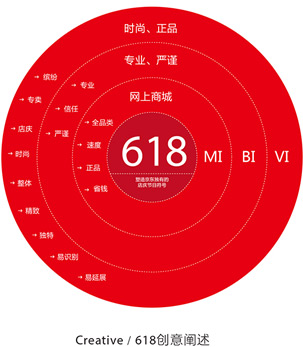 时尚、正品
专业、严谨
网上商城
缤纷
专卖
店庆
时尚
整体
精致
独特
易识别
易延展
专业
信任
严谨
全品类
速度
正品
省钱
618
塑造京东独有的
店庆节日符号
MI
BI
VI
Creative / 618创意阐述